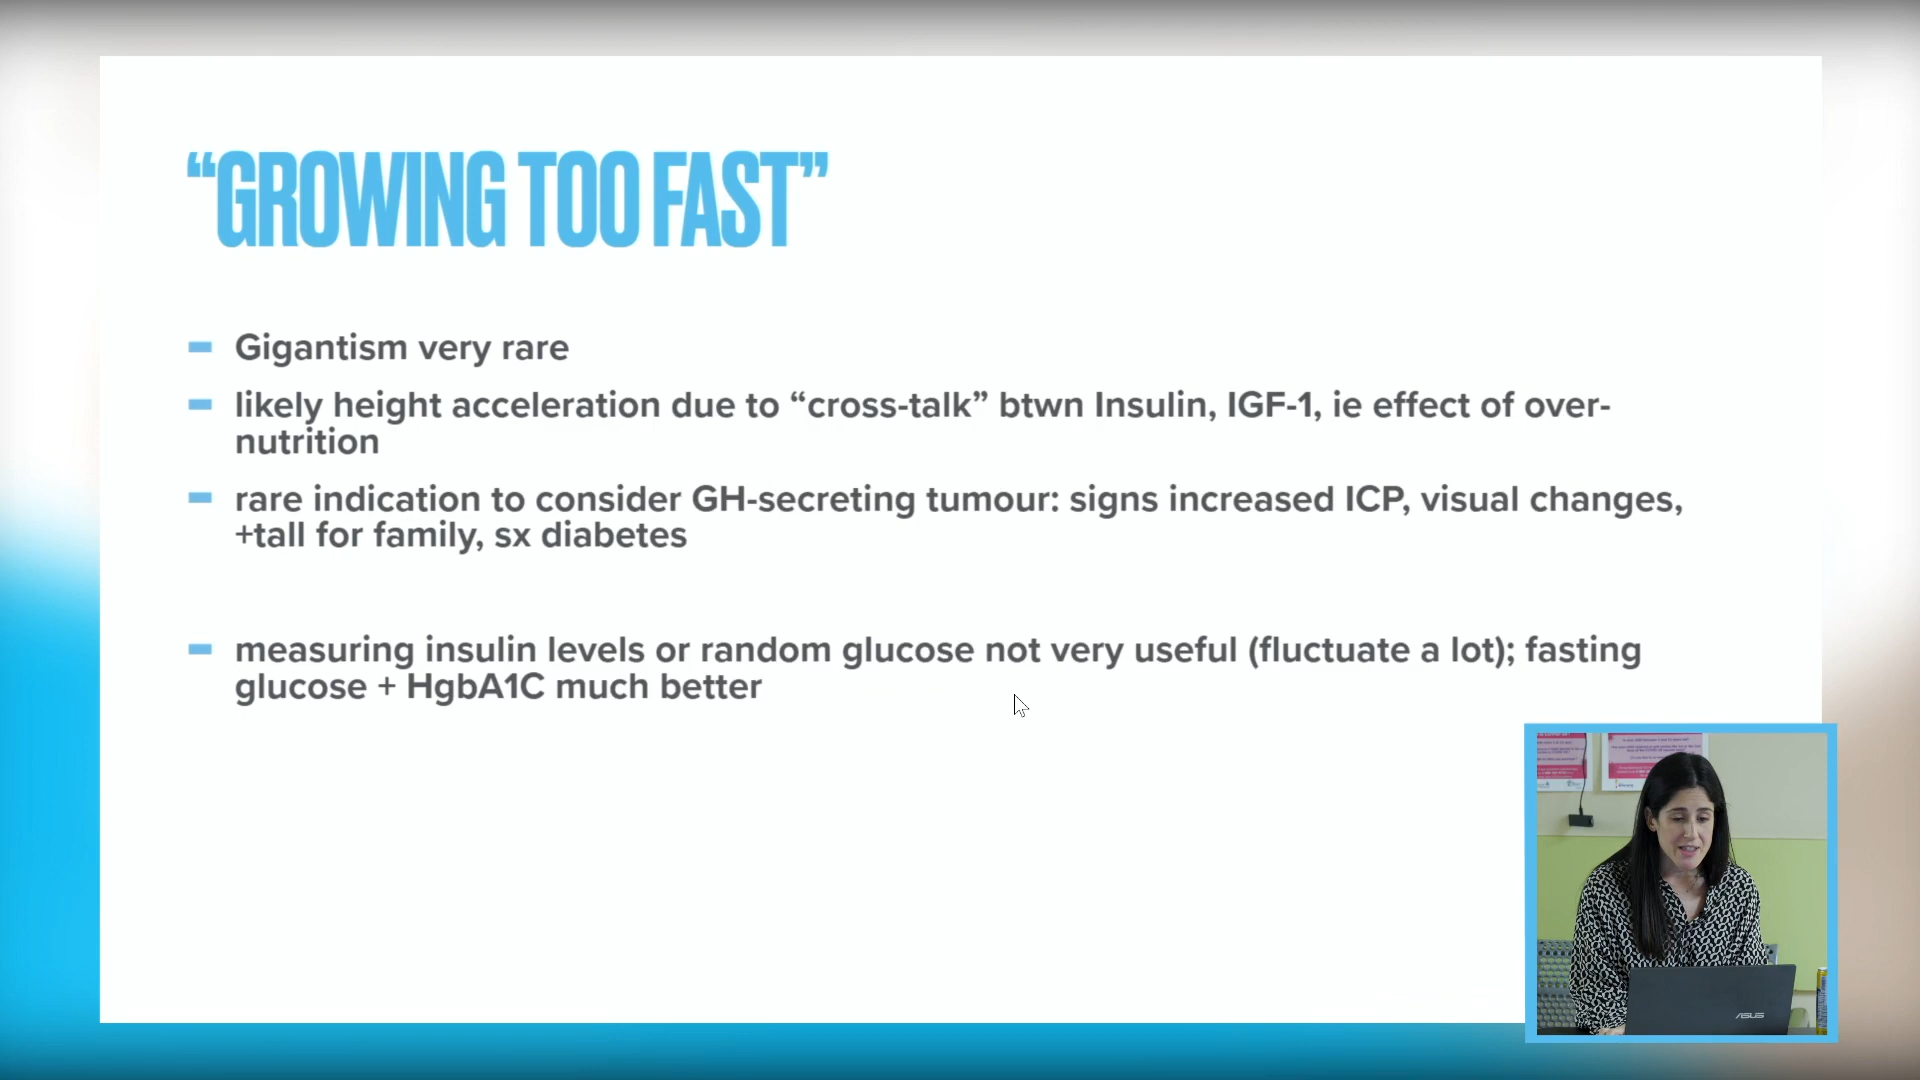 “GROWING TOO FAST”
Gigantism very rare
likely height acceleration due to “cross-talk” btwn Insulin, IGF-1, ie effect of over-
nutrition
rare indication to consider GH-secreting tumour: signs increased ICP, visual changes,
+tall for family, sx diabetes
measuring insulin levels or random glucose not very useful (fluctuate a lot); fasting
glucose + HgbA1C much better
ASUS